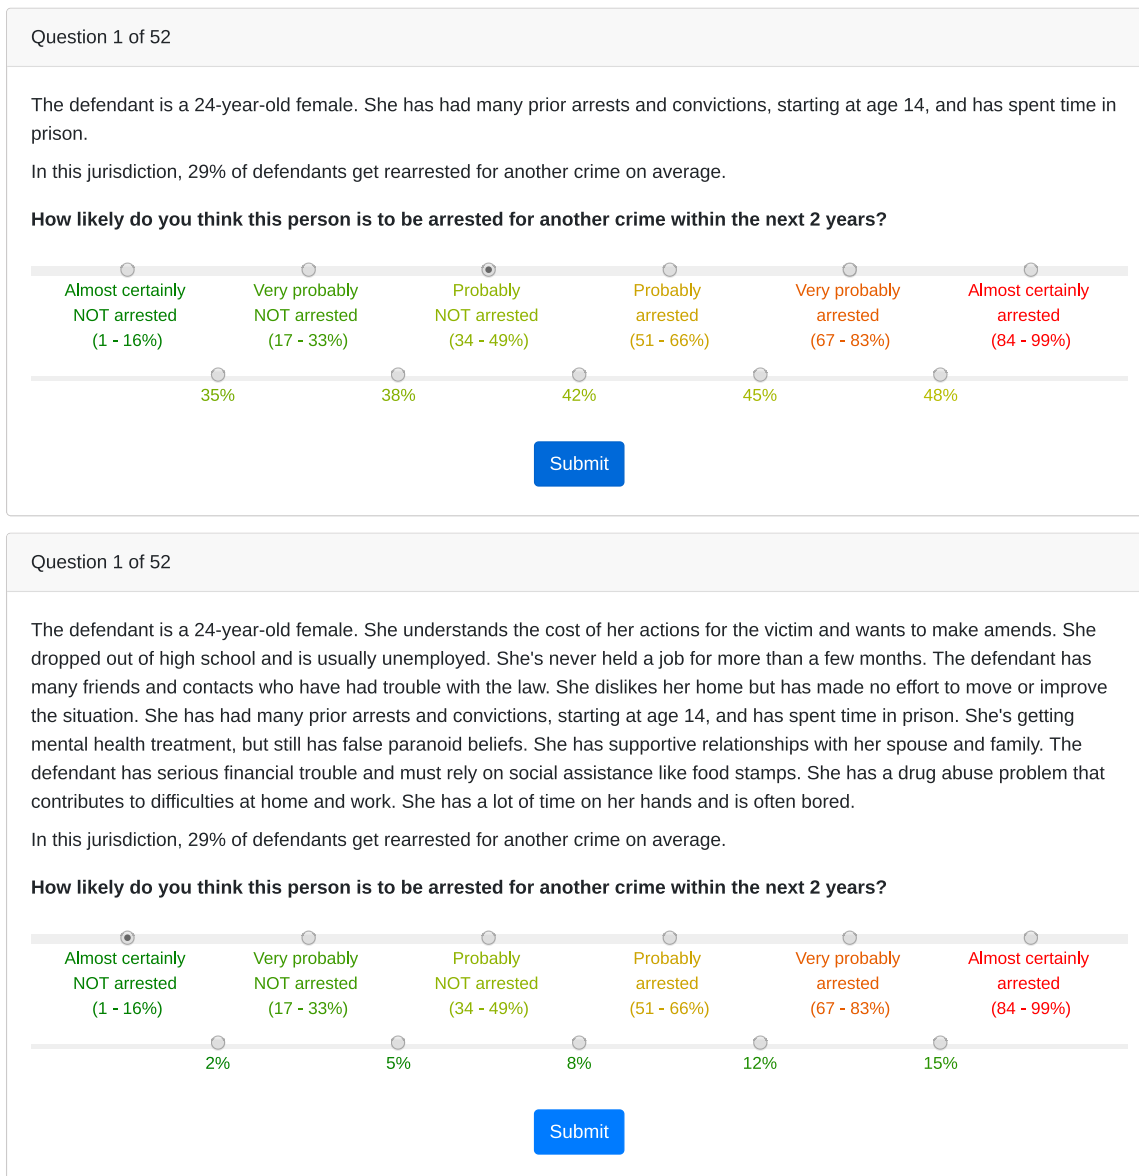 Question 1 of 52
The defendant is a 24-year-old female. She has had many prior arrests and convictions, starting at age 14, and has spent time in
prison.
In this jurisdiction, 29% of defendants get rearrested for another crime on average.
How likely do you think this person is to be arrested for another crime within the next 2 years?
Almost certainly Very probably Probably Probably Very probably Almost certainly
NOT arrested NOT arrested NOT arrested arrested arrested arrested
(1 - 16%) (17 - 33%) (34 - 49%) (51 - 66%) (67 - 83%) (84 - 99%)
35% 38% 42% 45% 48%
Submit
Question 1 of 52
The defendant is a 24-year-old female. She understands the cost of her actions for the victim and wants to make amends. She
dropped out of high school and is usually unemployed. She's never held a job for more than a few months. The defendant has
many friends and contacts who have had trouble with the law. She dislikes her home but has made no effort to move or improve
the situation. She has had many prior arrests and convictions, starting at age 14, and has spent time in prison. She's getting
mental health treatment, but still has false paranoid beliefs. She has supportive relationships with her spouse and family. The
defendant has serious financial trouble and must rely on social assistance like food stamps. She has a drug abuse problem that
contributes to difficulties at home and work. She has a lot of time on her hands and is often bored.
In this jurisdiction, 29% of defendants get rearrested for another crime on average.
How likely do you think this person is to be arrested for another crime within the next 2 years?
Almost certainly Very probably Probably Probably Very probably Almost certainly
NOT arrested NOT arrested NOT arrested arrested arrested arrested
(1 - 16%) (17 - 33%) (34 - 49%) (51 - 66%) (67 - 83%) (84 - 99%)
2% 5% 8% 12% 15%
Submit